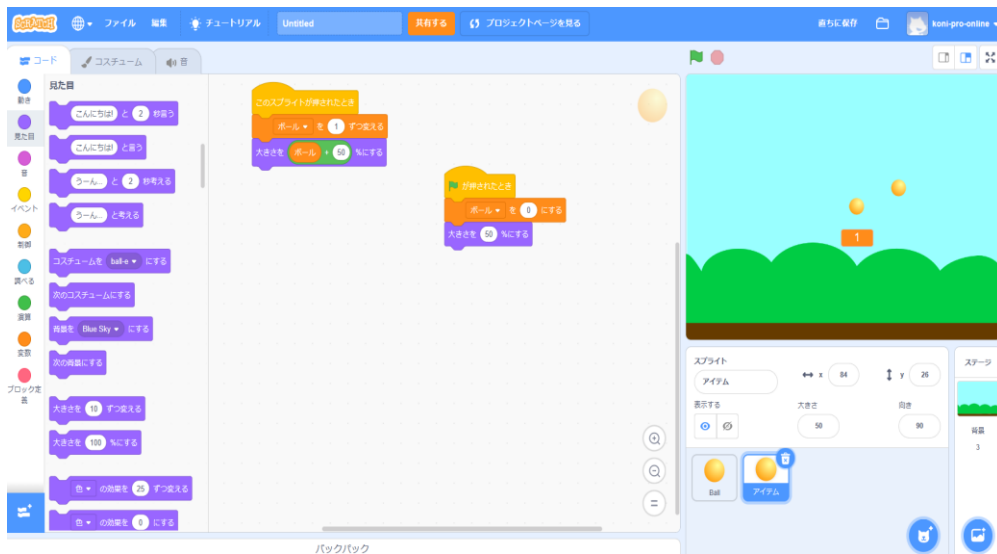 SCRATCH
ファイル
編集
チュートリアル
Untitled
共有する
プロジェクトページを見る
直ちに保存
koni-pro-online
コード
コスチューム
音
動き
見た目
音
イベント
制御
調べる
演算
変数
ブロック定
義
見た目
こんにちは! と 2 秒言う
こんにちは! と言う
うーん... と 2 秒考える
うーん... と考える
コスチュームを ball-e にする
次のコスチュームにする
背景を Blue Sky にする
次の背景にする
大きさを 10 ずつ変える
大きさを 100 %にする
色 の効果を 25 ずつ変える
色 の効果を 0 にする
このスプライトが押されたとき
ボール を 1 ずつ変える
大きさを ボール + 50 %にする
が押されたとき
ボール を 0 にする
大きさを 50 %にする
バックパック
1
スプライト
アイテム
x 84
y 26
表示する
大きさ
50
向き
90
Ball
アイテム
ステージ
背景
3